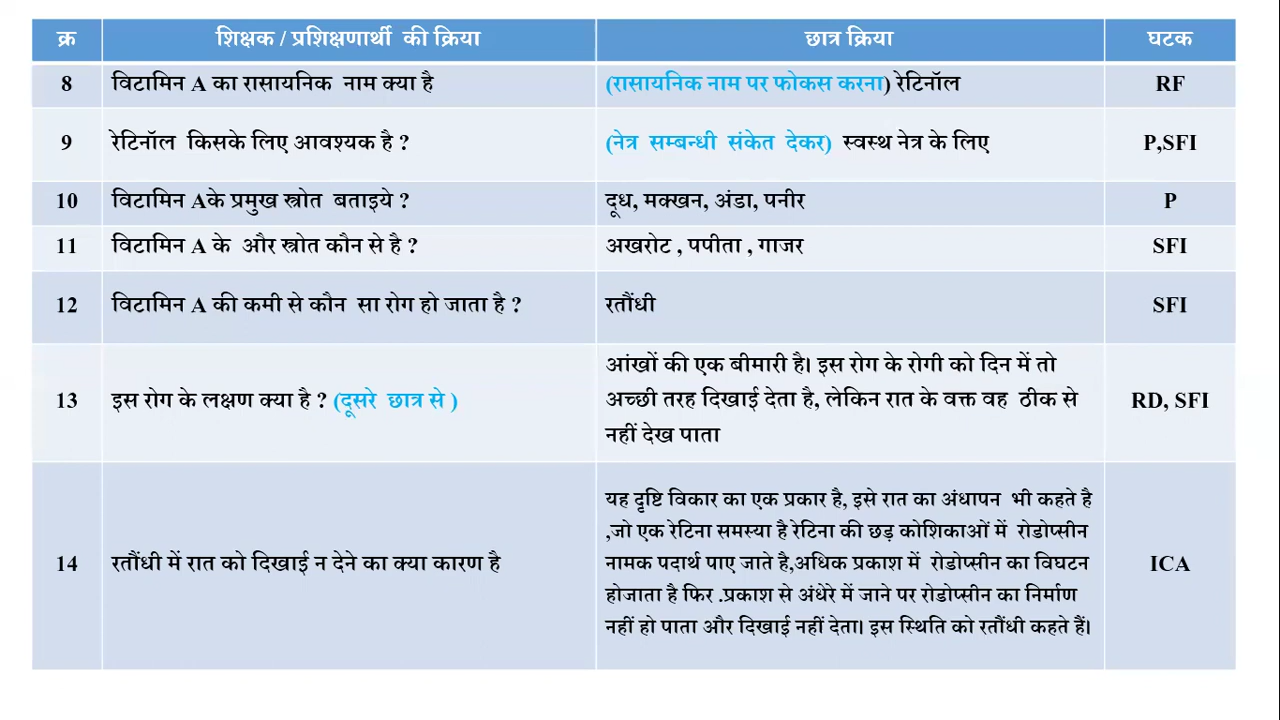 क्र शिक्षक / प्रशिक्षणार्थी की क्रिया छात्र क्रिया घटक
8 विटामिन A का रासायनिक नाम क्या है (रासायनिक नाम पर फोकस करना) रेटिनॉल RF
9 रेटिनॉल किसके लिए आवश्यक है ? (नेत्र सम्बन्धी संकेत देकर) स्वस्थ नेत्र के लिए P,SFI
10 विटामिन Aके प्रमुख स्त्रोत बताइये ? दूध, मक्खन, अंडा, पनीर P
11 विटामिन A के और स्त्रोत कौन से है ? अखरोट , पपीता , गाजर SFI
12 विटामिन A की कमी से कौन सा रोग हो जाता है ? रतौंधी SFI
13 इस रोग के लक्षण क्या है ? (दूसरे छात्र से ) आंखों की एक बीमारी है। इस रोग के रोगी को दिन में तो
अच्छी तरह दिखाई देता है, लेकिन रात के वक्त वह ठीक से
नहीं देख पाता RD, SFI
14 रतौंधी में रात को दिखाई न देने का क्या कारण है यह दृष्टि विकार का एक प्रकार है, इसे रात का अंधापन भी कहते है
,जो एक रेटिना समस्या है रेटिना की छड़ कोशिकाओं में रोडोप्सीन
नामक पदार्थ पाए जाते है,अधिक प्रकाश में रोडोप्सीन का विघटन
होजाता है फिर .प्रकाश से अंधेरे में जाने पर रोडोप्सीन का निर्माण
नहीं हो पाता और दिखाई नहीं देता। इस स्थिति को रतौंधी कहते हैं। ICA